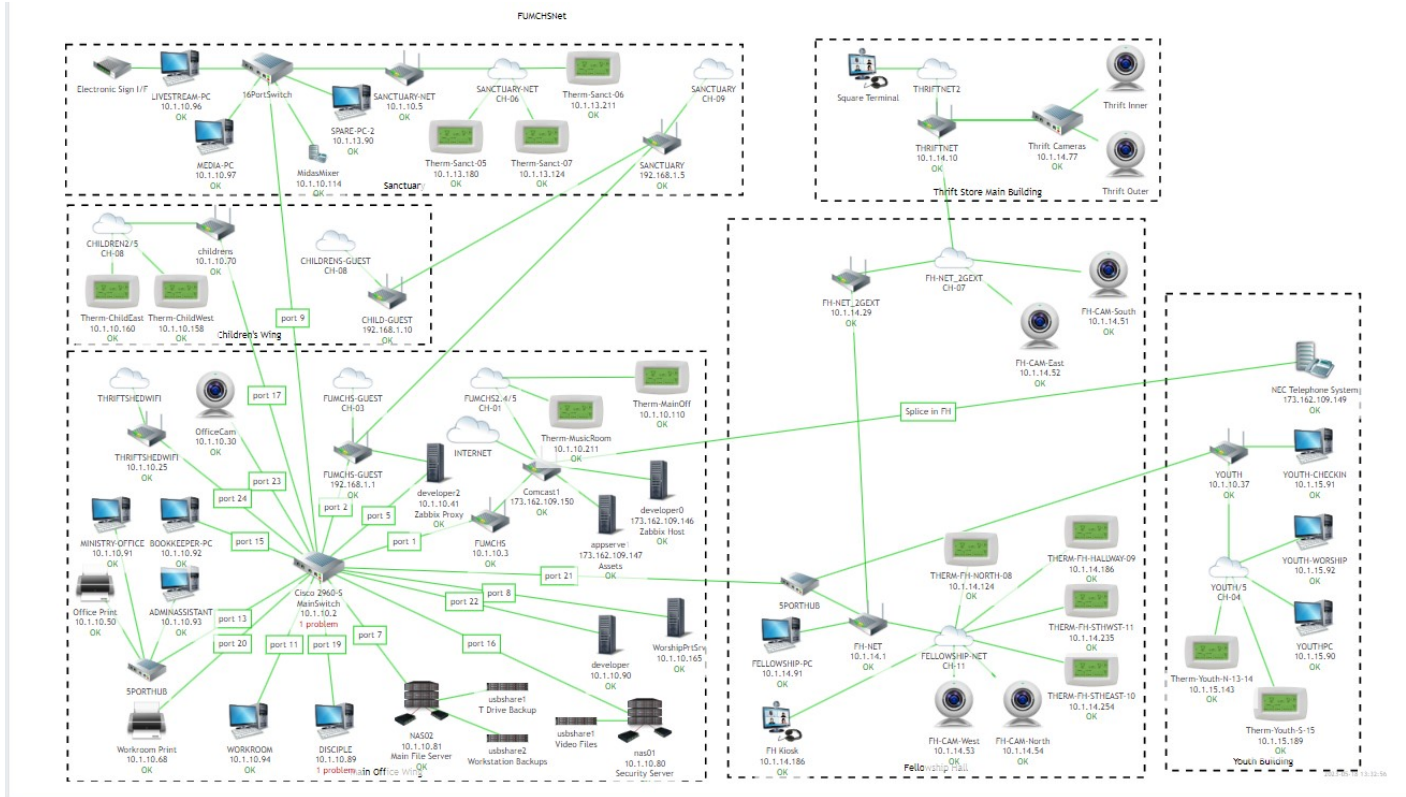 FUMCHSNet
Electronic Sign I/F
LIVESTREAM-PC
10.1.10.96
OK
16PortSwitch
MEDIA-PC
10.1.10.97
OK
SPARE-PC-2
10.1.13.90
OK
MidasMixer
10.1.10.114
OK
SANCTUARY-NET
10.1.10.5
OK
SANCTUARY-NET
CH-06
Therm-Sanct-06
10.1.13.211
OK
Therm-Sanct-05
10.1.13.180
OK
Therm-Sanct-07
10.1.13.124
OK
SANCTUARY
CH-09
SANCTUARY
192.168.1.5
OK
Sanctuary
Square Terminal
THRIFTNET2
THRIFTNET
10.1.14.10
OK
Thrift Inner
Thrift Cameras
10.1.14.77
OK
Thrift Outer
Thrift Store Main Building
CHILDREN2/5
CH-08
childrens
10.1.10.70
OK
Therm-ChildEast
10.1.10.160
OK
Therm-ChildWest
10.1.10.158
OK
CHILDRENS-GUEST
CH-08
CHILD-GUEST
192.168.1.10
OK
Children's Wing
port 9
port 17
THRIFTSHEDWIFI
THRIFTSHEDWIFI
10.1.10.25
OK
OfficeCam
10.1.10.30
OK
FUMCHS-GUEST
CH-03
FUMCHS-GUEST
192.168.1.1
OK
FUMCHS2.4/5
CH-01
INTERNET
Therm-MainOff
10.1.10.110
OK
Therm-MusicRoom
10.1.10.211
OK
developer2
10.1.10.41
Zabbix Proxy
OK
Comcast1
173.162.109.150
OK
FUMCHS
10.1.10.3
OK
appserve
173.162.109.147
Assets
OK
developer0
173.162.109.146
Zabbix Host
OK
port 23
port 24
port 2
port 5
port 15
port 1
MINISTRY-OFFICE
10.1.10.91
OK
BOOKKEEPER-PC
10.1.10.92
OK
Office Print
10.1.10.50
OK
ADMINASSISTANT
10.1.10.93
OK
Cisco 2960-S
MainSwitch
10.1.10.2
1 problem
port 21
port 8
port 22
port 13
port 20
port 11
port 19
port 7
port 16
5PORTHUB
Workroom Print
10.1.10.68
OK
WORKROOM
10.1.10.94
OK
DISCIPLE
10.1.10.89
1 problem
NAS02
10.1.10.81
Main File Server
OK
usbshare1
T Drive Backup
usbshare2
Workstation Backups
usbshare1
Video Files
nas01
10.1.10.80
Security Server
OK
developer
10.1.10.90
OK
WorshipPrtSrv
10.1.10.165
OK
Main Office Wing
FH-NET_2GEXT
10.1.14.29
OK
FH-NET_2GEXT
CH-07
FH-CAM-South
10.1.14.51
OK
FH-CAM-East
10.1.14.52
OK
Splice in FH
5PORTHUB
FELLOWSHIP-PC
10.1.14.91
OK
FH-NET
10.1.14.1
OK
THERM-FH-NORTH-08
10.1.14.124
OK
THERM-FH-HALLWAY-09
10.1.14.186
OK
THERM-FH-STHWST-11
10.1.14.235
OK
THERM-FH-STHEAST-10
10.1.14.254
OK
FELLOWSHIP-NET
CH-11
FH Kiosk
10.1.14.186
OK
FH-CAM-West
10.1.14.53
OK
FH-CAM-North
10.1.14.54
OK
Fellowship Hall
NEC Telephone System
173.162.109.149
OK
YOUTH
10.1.10.37
OK
YOUTH-CHECKIN
10.1.15.91
OK
YOUTH-WORSHIP
10.1.15.92
OK
YOUTH/5
CH-04
YOUTHPC
10.1.15.90
OK
Therm-Youth-N-13-14
10.1.15.143
OK
Therm-Youth-S-15
10.1.15.189
OK
Youth Building